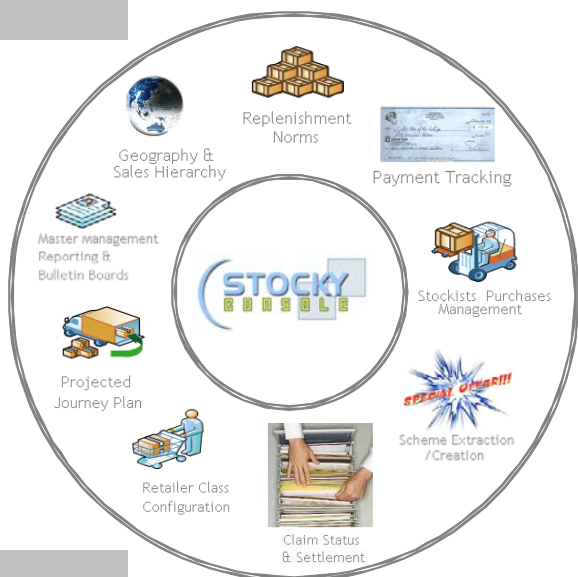 Replenishment
Norms
Geography &
Sales Hierarchy
Payment Tracking
Master Management
Reporting &
Bulletin Boards
STOCKY
CONSOLE
Stockists Purchases
Management
Projected
Journey Plan
SPECIAL OFFER!!!
Scheme Extraction
/Creation
Retailer Class
Configuration
Claim Status
& Settlement